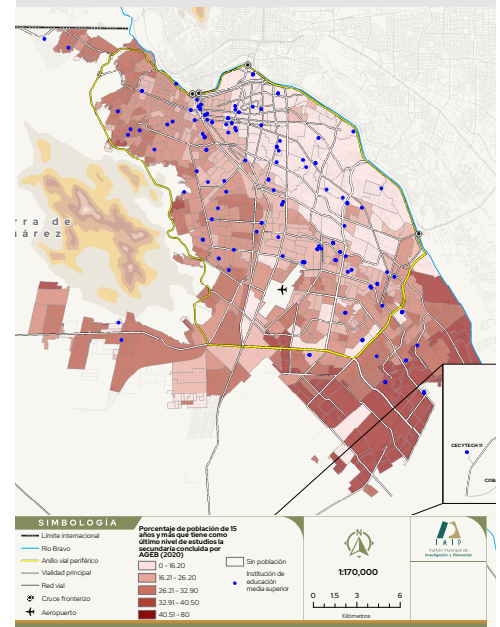 rra de
uárez
CECYTECH 11
COB
SIMBOLOGÍA
Límite internacional
Río Bravo
Anillo vial periférico
Vialidad principal
Red vial
Cruce fronterizo
Aeropuerto
Porcentaje de población de 15
años y más que tiene como
último nivel de estudios la
secundaria concluida por
AGEB (2020)
0 - 16.20
16.21 - 26.20
26.21 - 32.90
32.91 - 40.50
40.51 - 80
Sin población
Institución de
educación
media superior
N
1:170,000
0 1.5 3 6
Kilómetros
IMIP
Instituto Municipal de
Investigación y Planeación